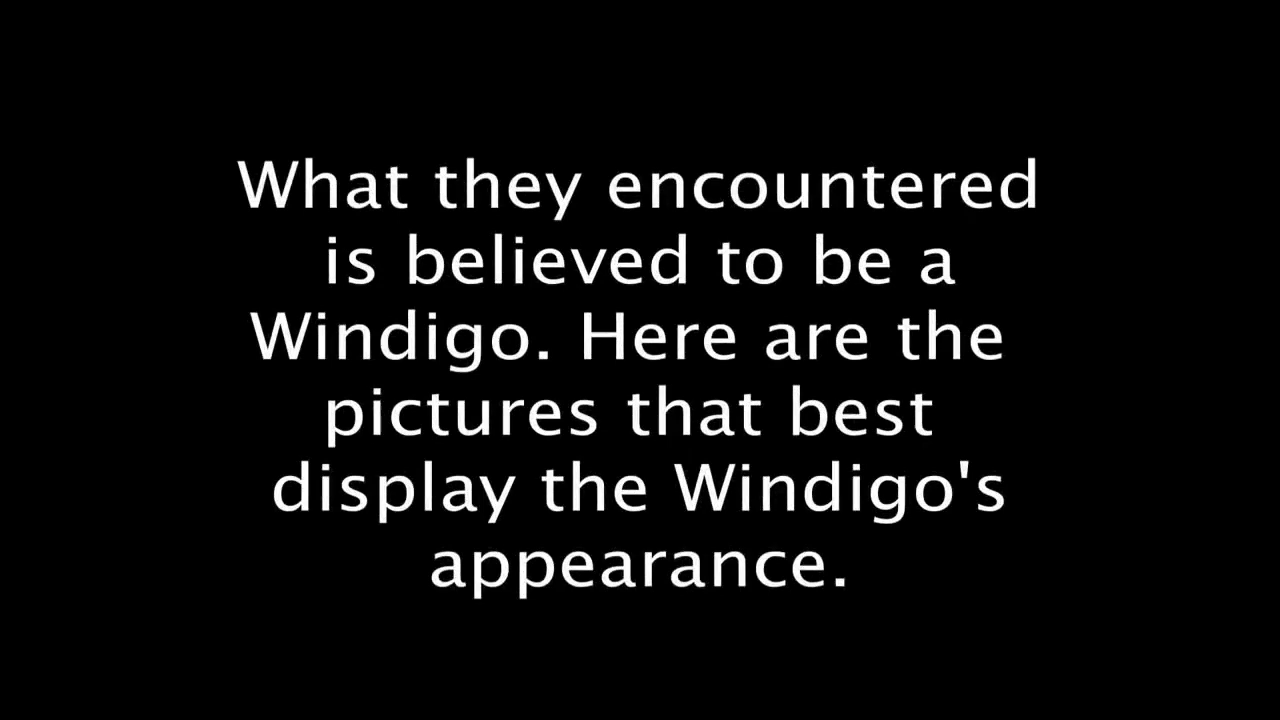 What they encountered
is believed to be a
Windigo. Here are the
pictures that best
display the Windigo's
appearance.